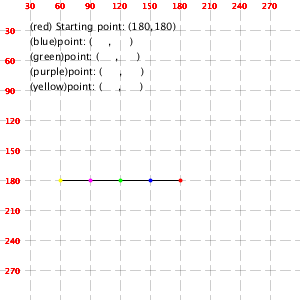 30 60 90 120 150 180 210 240 270
30
(red) Starting point: (180,180)
(blue)point: ( , )
60
(green)point: ( , )
(purple)point: ( , )
90
(yellow)point: ( , )
120
150
180
210
240
270